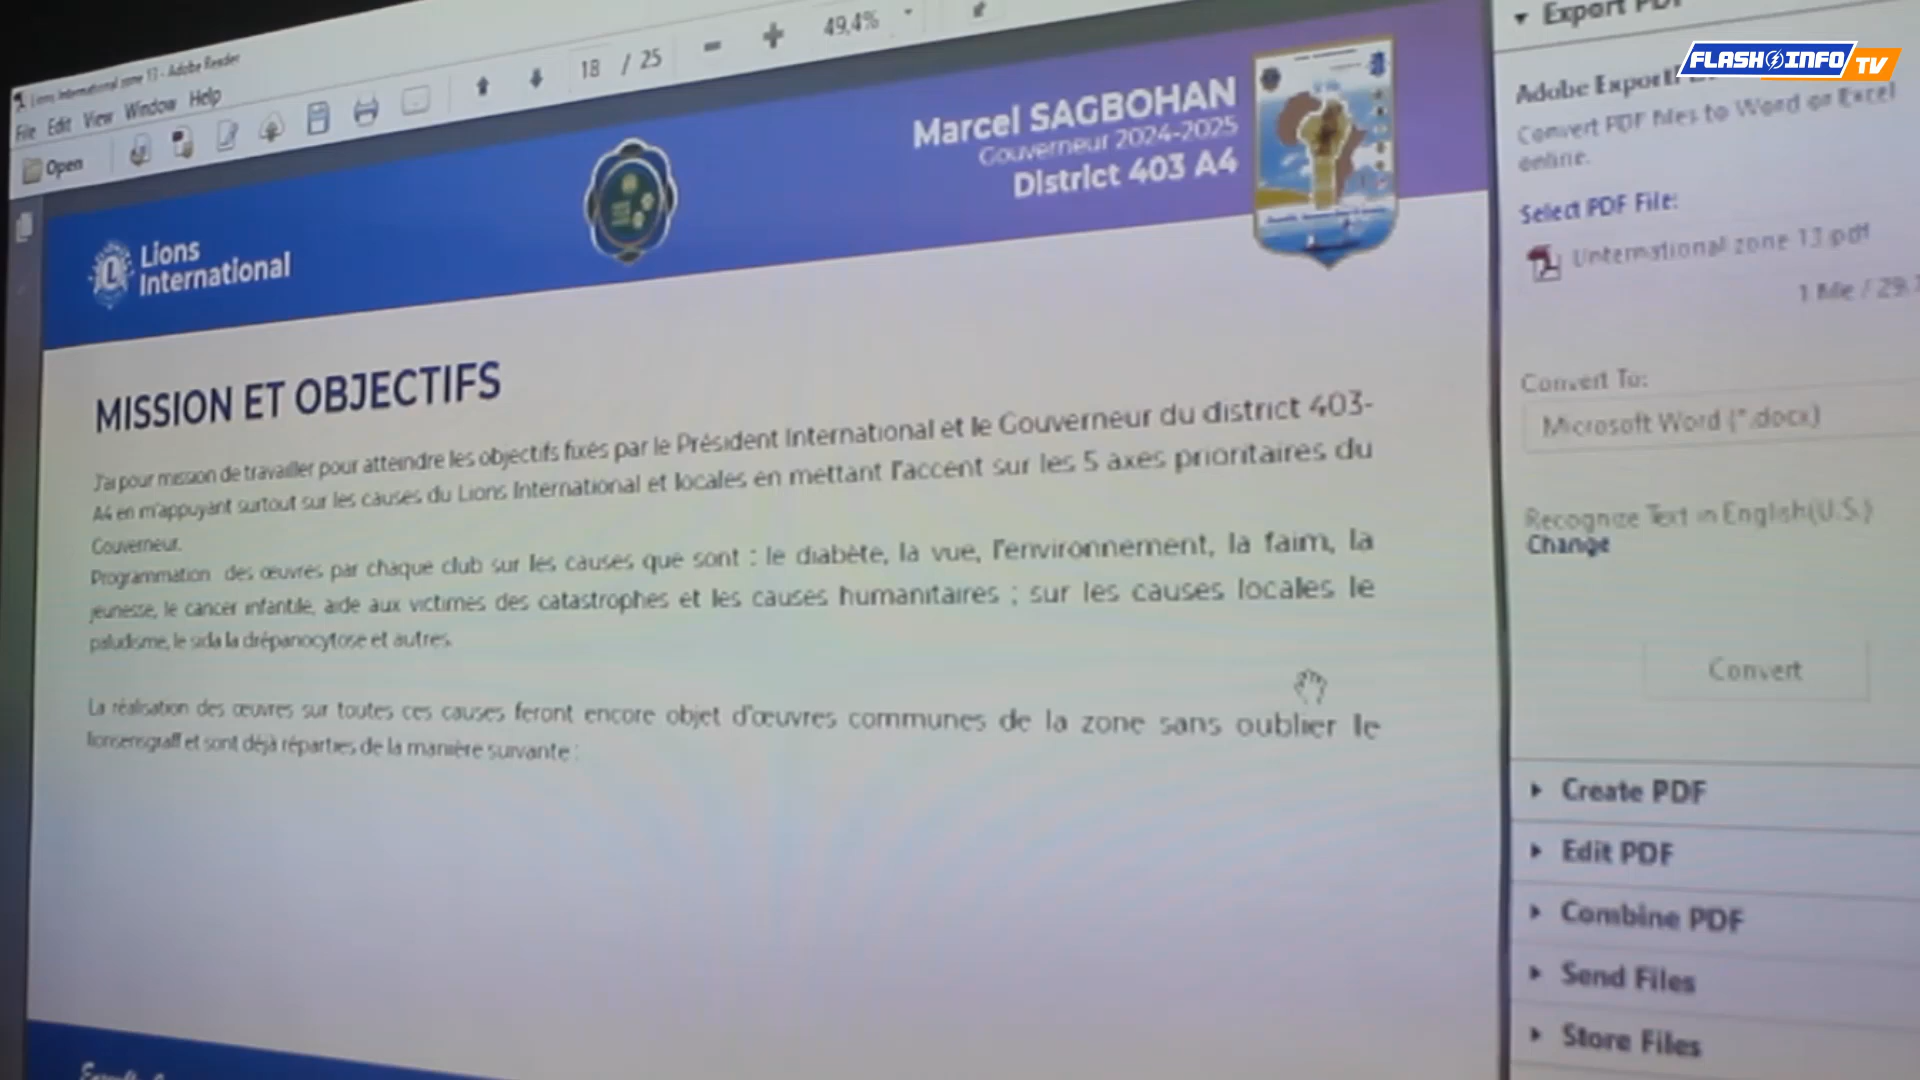 Lions International zone 13 - Adobe Reader
File Edit View Window Help
Open
18 / 25
49,4%
FLASH INFO TV
Marcel SAGBOHAN
Gouverneur 2024-2025
District 403 A4
Lions
International
MISSION ET OBJECTIFS
J'ai pour mission de travailler pour atteindre les objectifs fixés par le Président International et le Gouverneur du district 403-
A4 en m'appuyant surtout sur les causes du Lions International et locales en mettant l'accent sur les 5 axes prioritaires du
Gouverneur.
Programmation des œuvres par chaque club sur les causes que sont : le diabète, la vue, l'environnement, la faim, la
jeunesse, le cancer infantile, aide aux victimes des catastrophes et les causes humanitaires ; sur les causes locales le
paludisme, le sida la drépanocytose et autres.
La réalisation des œuvres sur toutes ces causes feront encore objet d'œuvres communes de la zone sans oublier le
lionsensgraff et sont déjà réparties de la manière suivante :
Export PDF
Adobe Export
Convert PDF files to Word or Excel
online.
Select PDF File:
zone 13.pdf
1 file / 29,
Convert To:
Microsoft Word (*.docx)
Recognize Text in English(U.S.)
Change
Convert
Create PDF
Edit PDF
Combine PDF
Send Files
Store Files